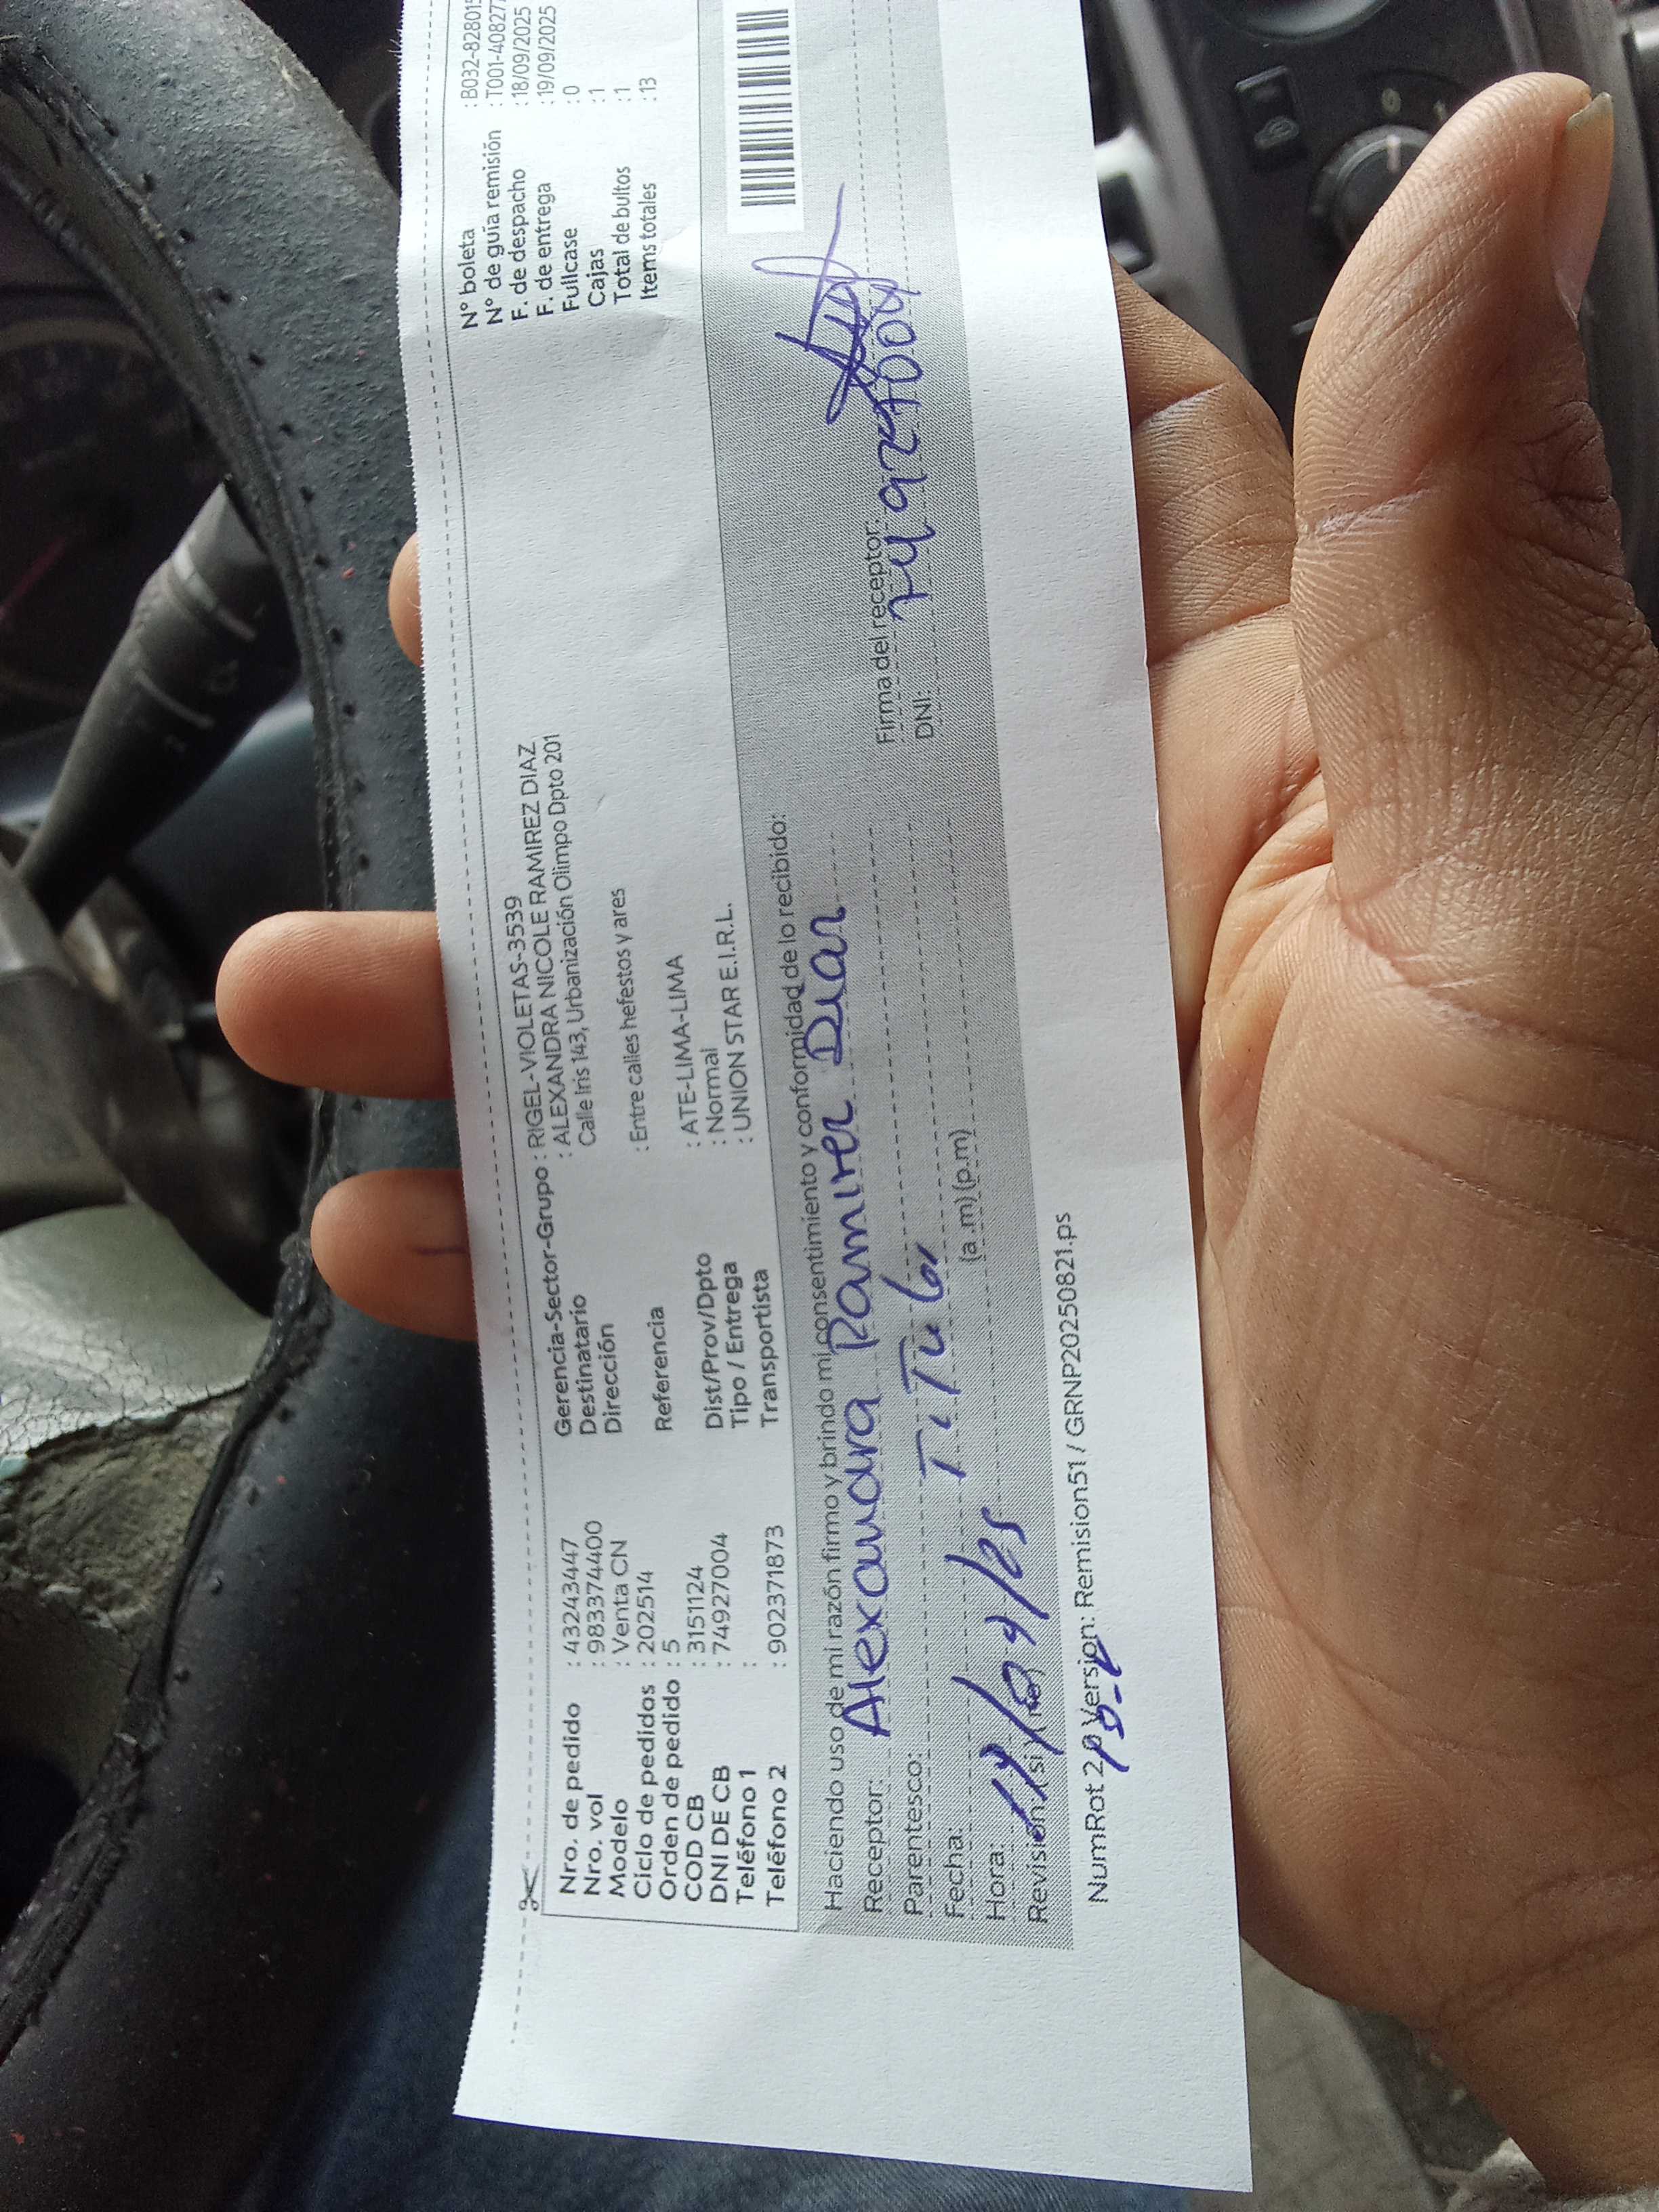 Nro. de pedido : 43243447
Nro. vol : 983374400
Modelo : Venta CN
Ciclo de pedidos : 202514
Orden de pedido : 5
COD CB : 3151124
DNI DE CB : 74927004
Teléfono 1 :
Teléfono 2 : 902371873
Gerencia-Sector-Grupo : RIGEL-VIOLETAS-3539
Destinatario : ALEXANDRA NICOLE RAMIREZ DIAZ
Dirección Calle Iris 143, Urbanización Olimpo Dpto 201
Referencia : Entre calles hefestos y ares
Dist/Prov/Dpto : ATE-LIMA-LIMA
Tipo / Entrega : Normal
Transportista : UNION STAR E.I.R.L.
N° boleta : B032-828015
N° de guía remisión : T001-408277
F. de despacho : 18/09/2025
F. de entrega : 19/09/2025
Fullcase : 0
Cajas : 1
Total de bultos : 1
Items totales : 13
Haciendo uso de mi razón firmo y brindo mi consentimiento y conformidad de lo recibido:
Receptor: Alexandra Ramirez Diaz
Parentesco: Titular
Fecha: 19/09/25
Hora: (a.m)(p.m)
Revisión: (si)
Firma del receptor:
DNI: 74927004
NumRot 2.0 Version: Remision51 / GRNP20250821.ps